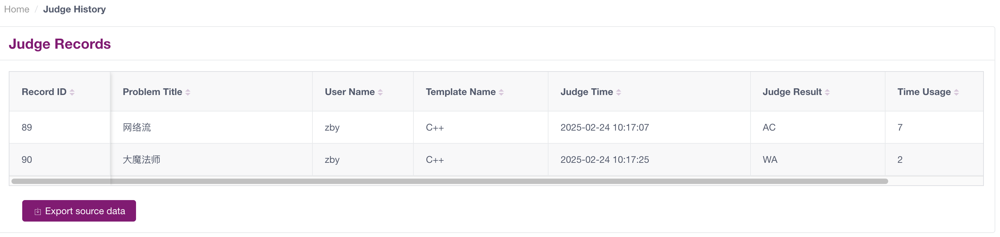 Home / Judge History
Judge Records
Record ID Problem Title User Name Template Name Judge Time Judge Result Time Usage
89 网络流 zby C++ 2025-02-24 10:17:07 AC 7
90 大魔法师 zby C++ 2025-02-24 10:17:25 WA 2
Export source data